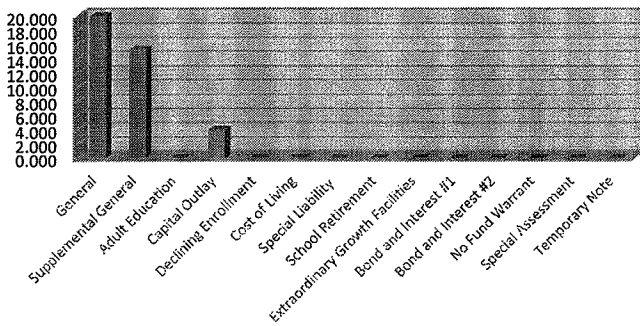 20.000
18.000
16.000
14.000
12.000
10.000
8.000
6.000
4.000
2.000
0.000
General
Supplemental General
Adult Education
Capital Outlay
Declining Enrollment
Cost of Living
Special Liability
School Retirement
Extraordinary Growth Facilities
Bond and Interest #1
Bond and Interest #2
No Fund Warrant
Special Assessment
Temporary Note